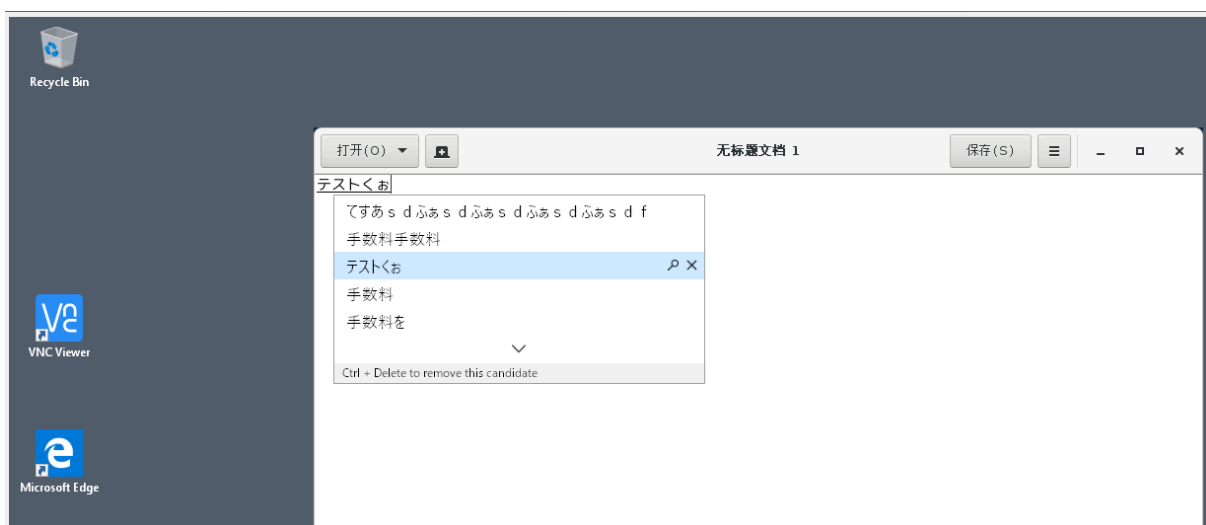 Recycle Bin
打开(O)
无标题文档 1
保存(S)
テストくぉ
てすあｓｄふぁｓｄふぁｓｄふぁｓｄふぁｓｄｆ
手数料手数料
テストくぉ
手数料
手数料を
Ctrl + Delete to remove this candidate
VNC Viewer
Microsoft Edge